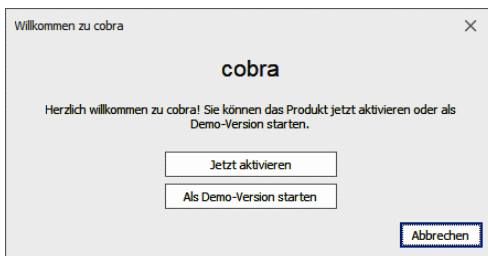 Willkommen zu cobra
cobra
Herzlich willkommen zu cobra! Sie können das Produkt jetzt aktivieren oder als
Demo-Version starten.
Jetzt aktivieren
Als Demo-Version starten
Abbrechen